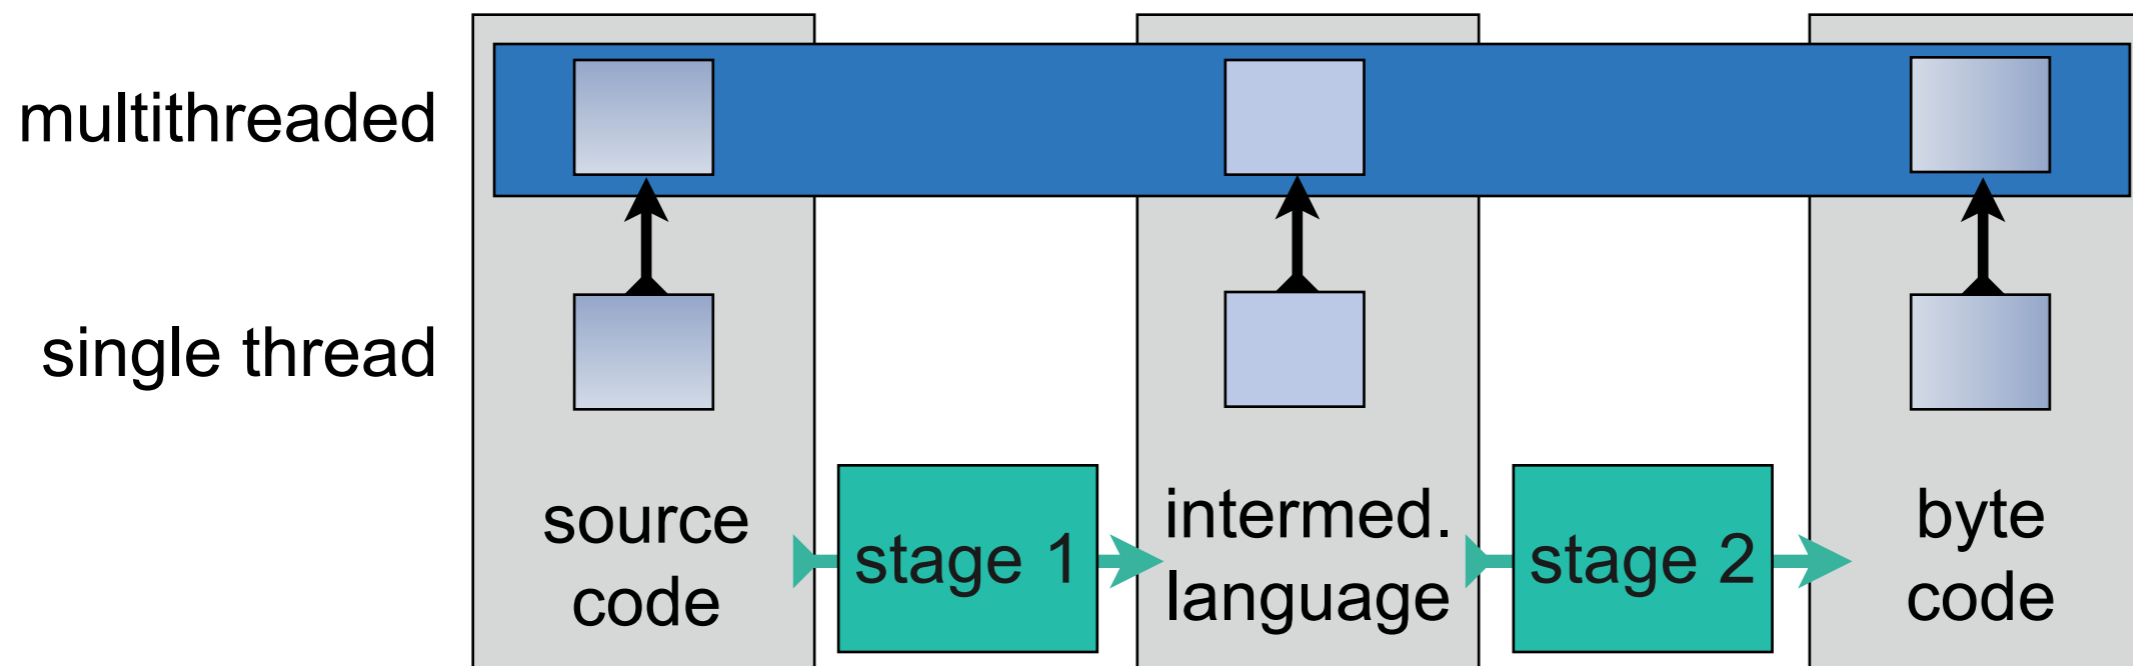 multithreaded
single thread
source
code
stage 1
intermed.
language
stage 2
byte
code